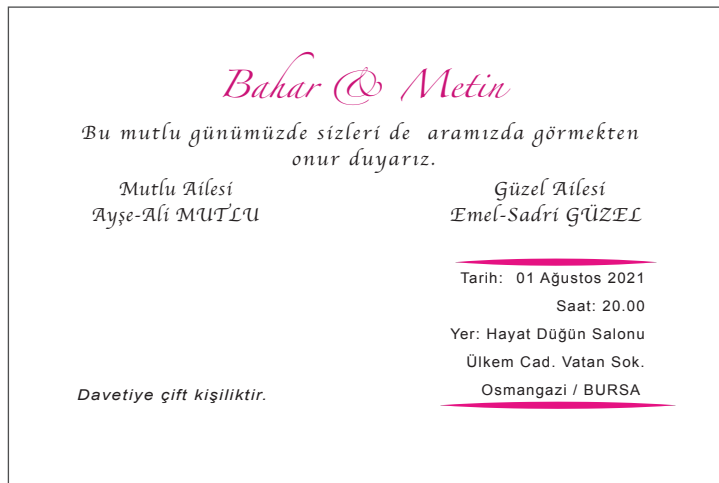 Bahar & Metin
Bu mutlu günümüzde sizleri de aramızda görmekten
onur duyarız.
Mutlu Ailesi
Ayşe-Ali MUTLU
Güzel Ailesi
Emel-Sadri GÜZEL
Tarih: 01 Ağustos 2021
Saat: 20.00
Yer: Hayat Düğün Salonu
Ülkem Cad. Vatan Sok.
Osmangazi / BURSA
Davetiye çift kişiliktir.